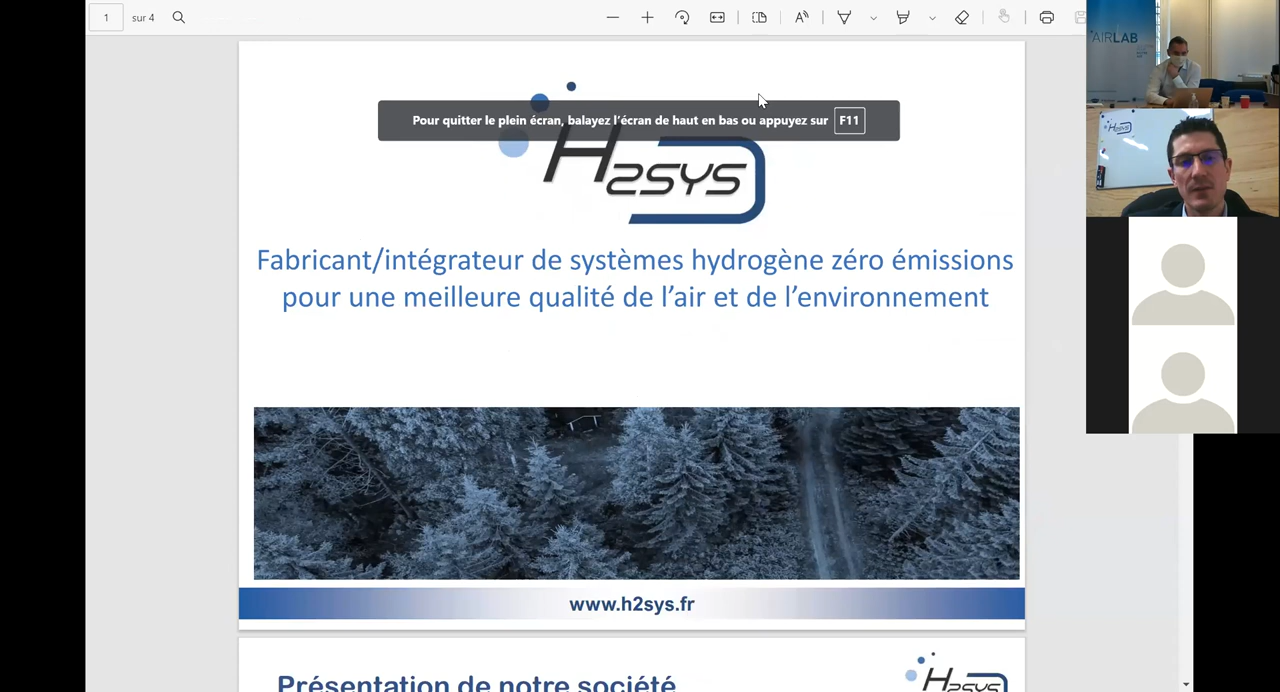 1 sur 4
AIRLAB
Pour quitter le plein écran, balayez l'écran de haut en bas ou appuyez sur F11
H2SYS
H2SYS
Fabricant/intégrateur de systèmes hydrogène zéro émissions
pour une meilleure qualité de l'air et de l'environnement
www.h2sys.fr
Présentation de notre société
H2SYS